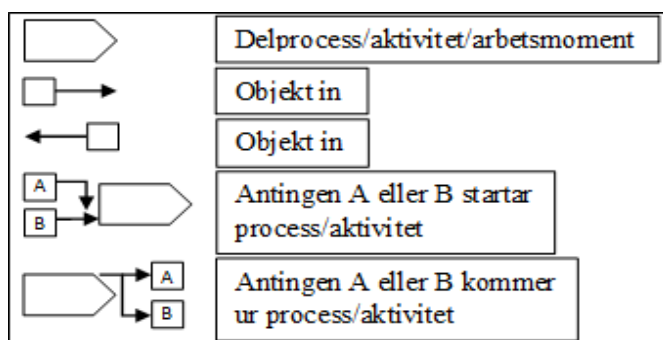 Delprocess/aktivitet/arbetsmoment
Objekt in
Objekt in
A
B
Antingen A eller B startar
process/aktivitet
A
B
Antingen A eller B kommer
ur process/aktivitet